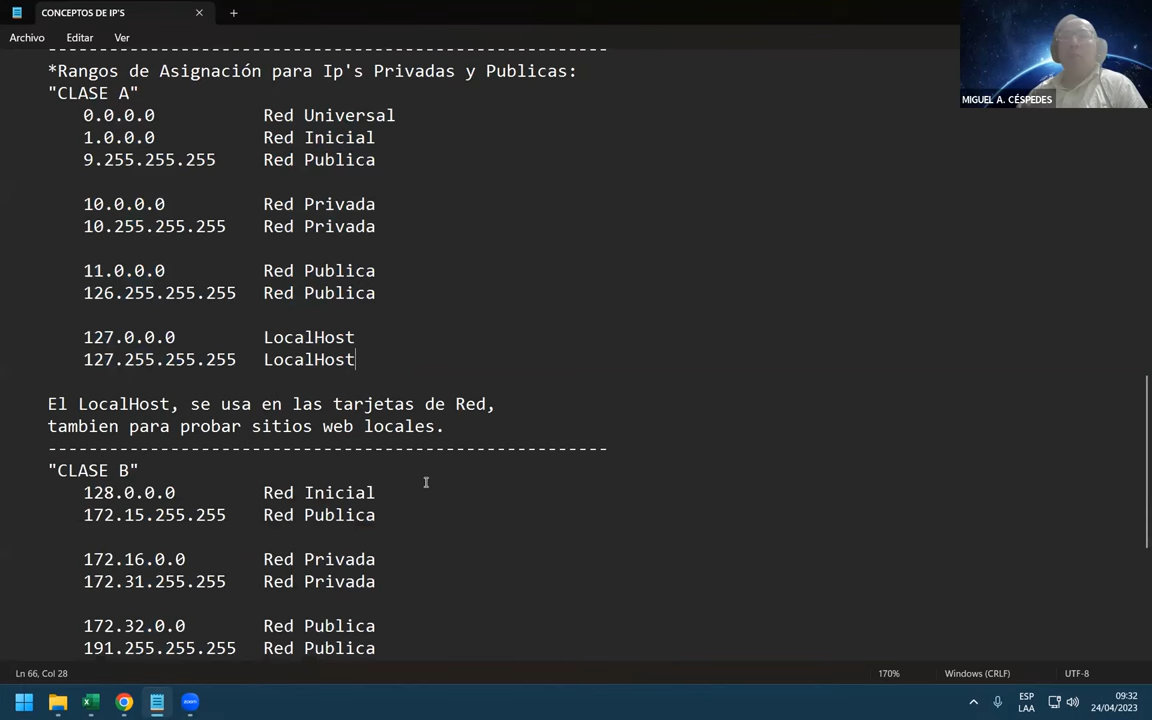 CONCEPTOS DE IP'S
Archivo Editar Ver
------------------------------------------------------
*Rangos de Asignación para Ip's Privadas y Publicas:
"CLASE A"
0.0.0.0 Red Universal
1.0.0.0 Red Inicial
9.255.255.255 Red Publica
10.0.0.0 Red Privada
10.255.255.255 Red Privada
11.0.0.0 Red Publica
126.255.255.255 Red Publica
127.0.0.0 LocalHost
127.255.255.255 LocalHost
El LocalHost, se usa en las tarjetas de Red,
tambien para probar sitios web locales.
------------------------------------------------------
"CLASE B"
128.0.0.0 Red Inicial
172.15.255.255 Red Publica
172.16.0.0 Red Privada
172.31.255.255 Red Privada
172.32.0.0 Red Publica
191.255.255.255 Red Publica
MIGUEL A. CÉSPEDES
Ln 66, Col 28 170% Windows (CRLF) UTF-8
zoom
ESP
LAA
09:32
24/04/2023